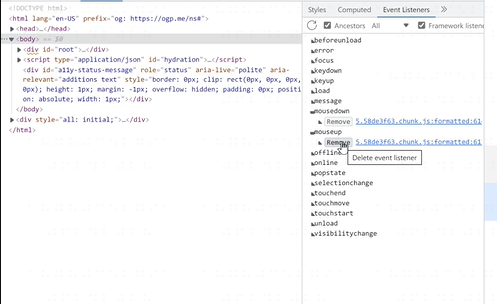 <!DOCTYPE html>
<html lang="en-US" prefix="og: https://ogp.me/ns#">
<head>…</head>
<body> == $0
<div id="root">…</div>
<script type="application/json" id="hydration">…</script>
<div id="a11y-status-message" role="status" aria-live="polite" aria-
relevant="additions text" style="border: 0px; clip: rect(0px, 0px, 0px,
0px); height: 1px; margin: -1px; overflow: hidden; padding: 0px; positi
on: absolute; width: 1px;"></div>
</body>
<div style="all: initial;">…</div>
</html>
Styles Computed Event Listeners
Ancestors All Framework listene
beforeunload
error
focus
keydown
keyup
load
message
mousedown
Remove 5.58de3f63.chunk.js:formatted:61
mouseup
Remove 5.58de3f63.chunk.js:formatted:61
Delete event listener
offline
online
popstate
selectionchange
touchend
touchmove
touchstart
unload
visibilitychange